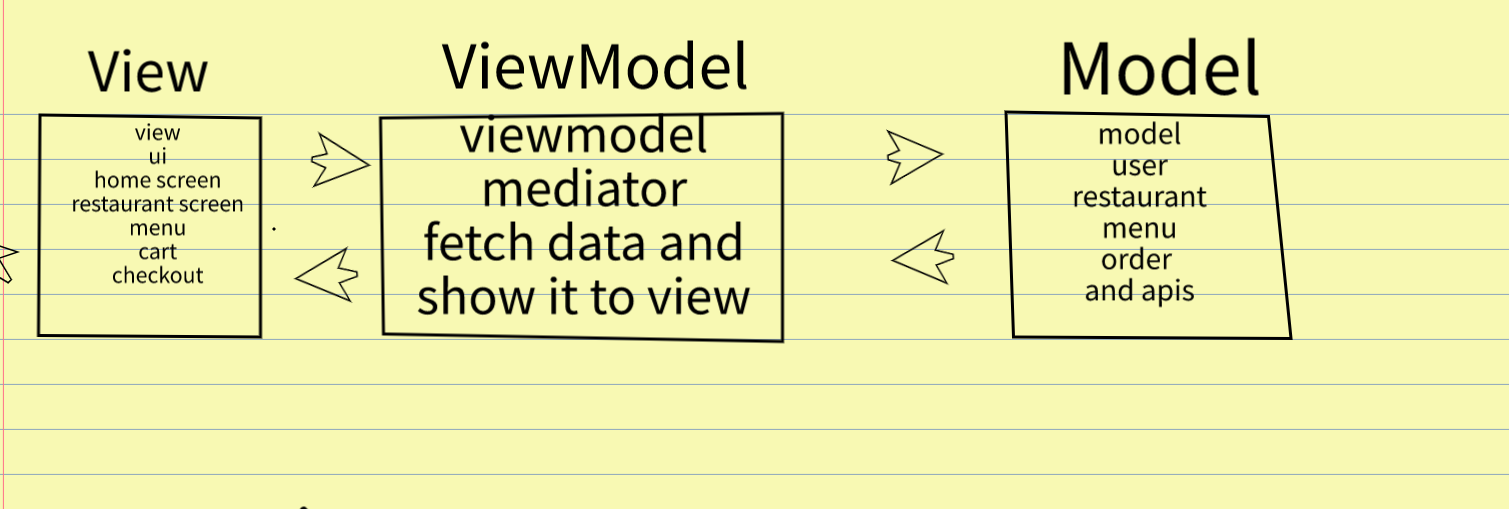 View
view
ui
home screen
restaurant screen
menu
cart
checkout
ViewModel
viewmodel
mediator
fetch data and
show it to view
Model
model
user
restaurant
menu
order
and apis